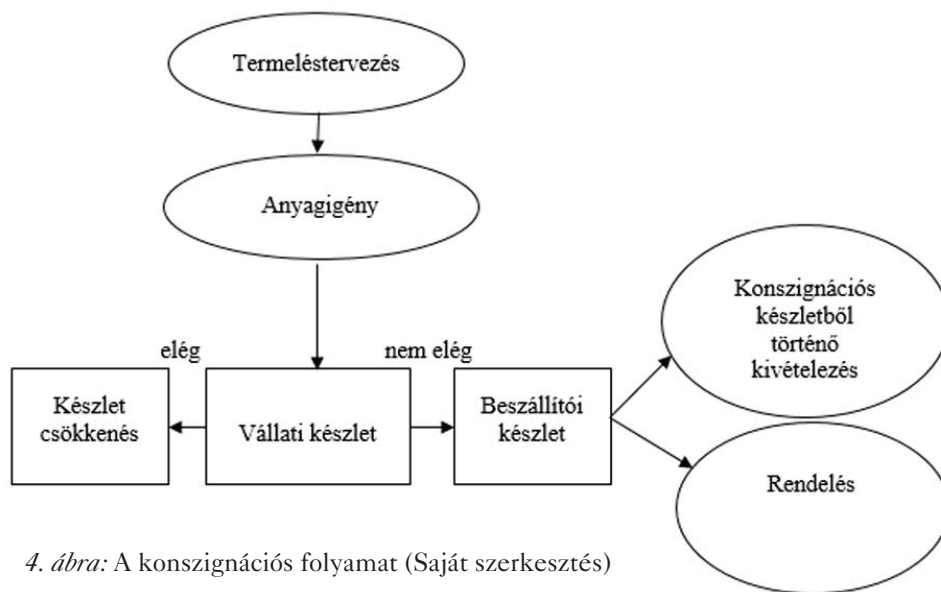 Termeléstervezés
Anyagigény
elég
nem elég
Készlet
csökkenés
Vállati készlet
Beszállítói
készlet
Konszignációs
készletből
történő
kivételezés
Rendelés
4. ábra: A konszignációs folyamat (Saját szerkesztés)